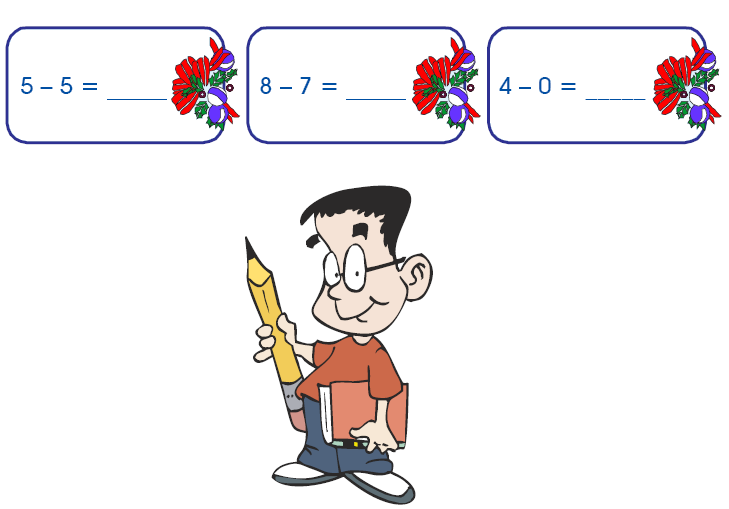 5 – 5 = _____ 8 – 7 = _____ 4 – 0 = _____